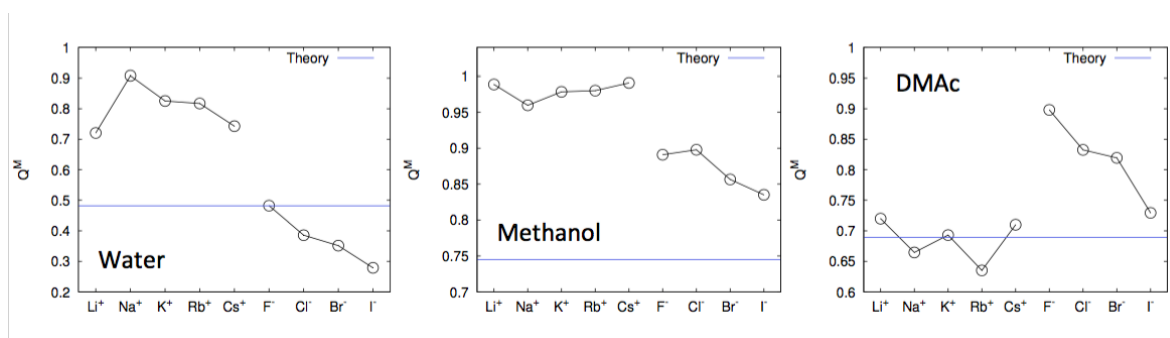 1
0.9
0.8
0.7
0.6
0.5
0.4
0.3
0.2
Q^M
Theory
Water
Li⁺ Na⁺ K⁺ Rb⁺ Cs⁺ F⁻ Cl⁻ Br⁻ I⁻
1
0.95
0.9
0.85
0.8
0.75
0.7
Q^M
Theory
Methanol
Li⁺ Na⁺ K⁺ Rb⁺ Cs⁺ F⁻ Cl⁻ Br⁻ I⁻
1
0.95
0.9
0.85
0.8
0.75
0.7
0.65
0.6
Q^M
Theory
DMAc
Li⁺ Na⁺ K⁺ Rb⁺ Cs⁺ F⁻ Cl⁻ Br⁻ I⁻